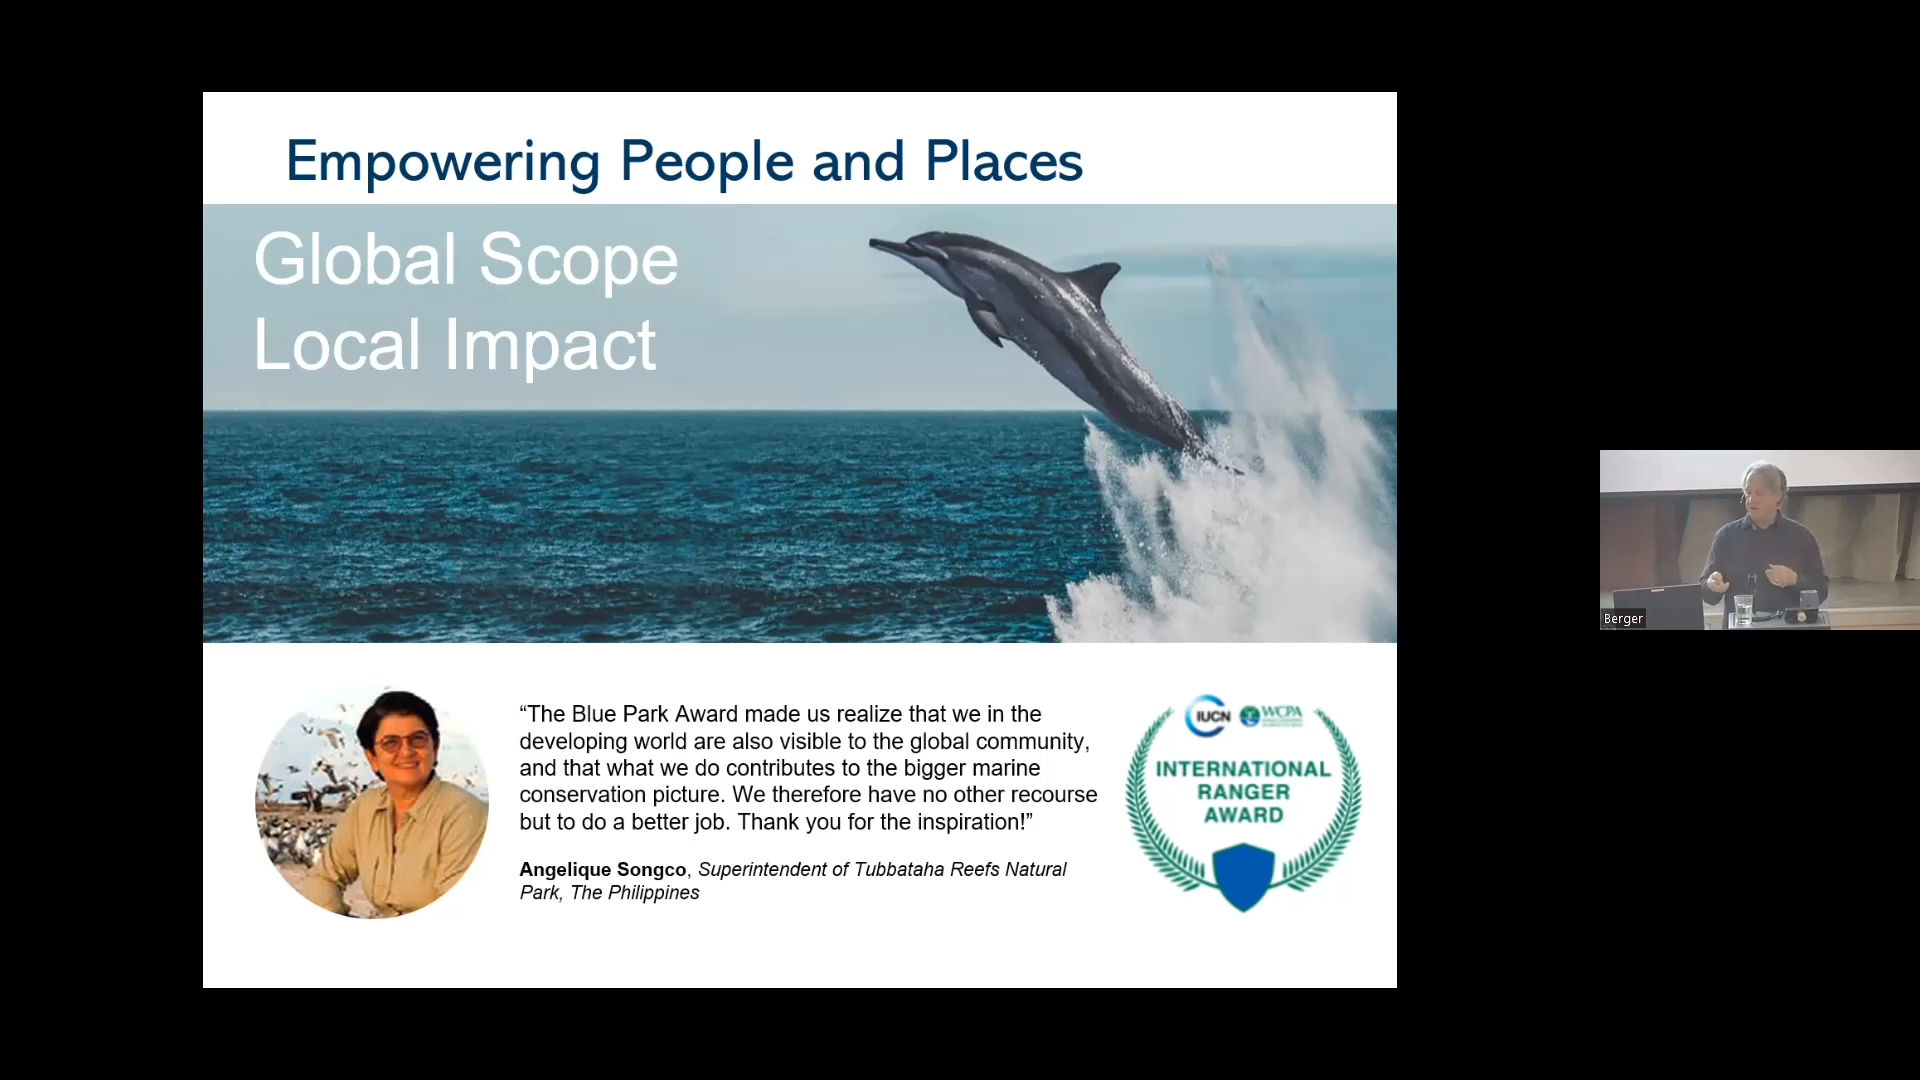 Empowering People and Places
Global Scope
Local Impact
“The Blue Park Award made us realize that we in the
developing world are also visible to the global community,
and that what we do contributes to the bigger marine
conservation picture. We therefore have no other recourse
but to do a better job. Thank you for the inspiration!”
Angelique Songco, Superintendent of Tubbataha Reefs Natural
Park, The Philippines
IUCN WCPA
INTERNATIONAL
RANGER
AWARD
Berger